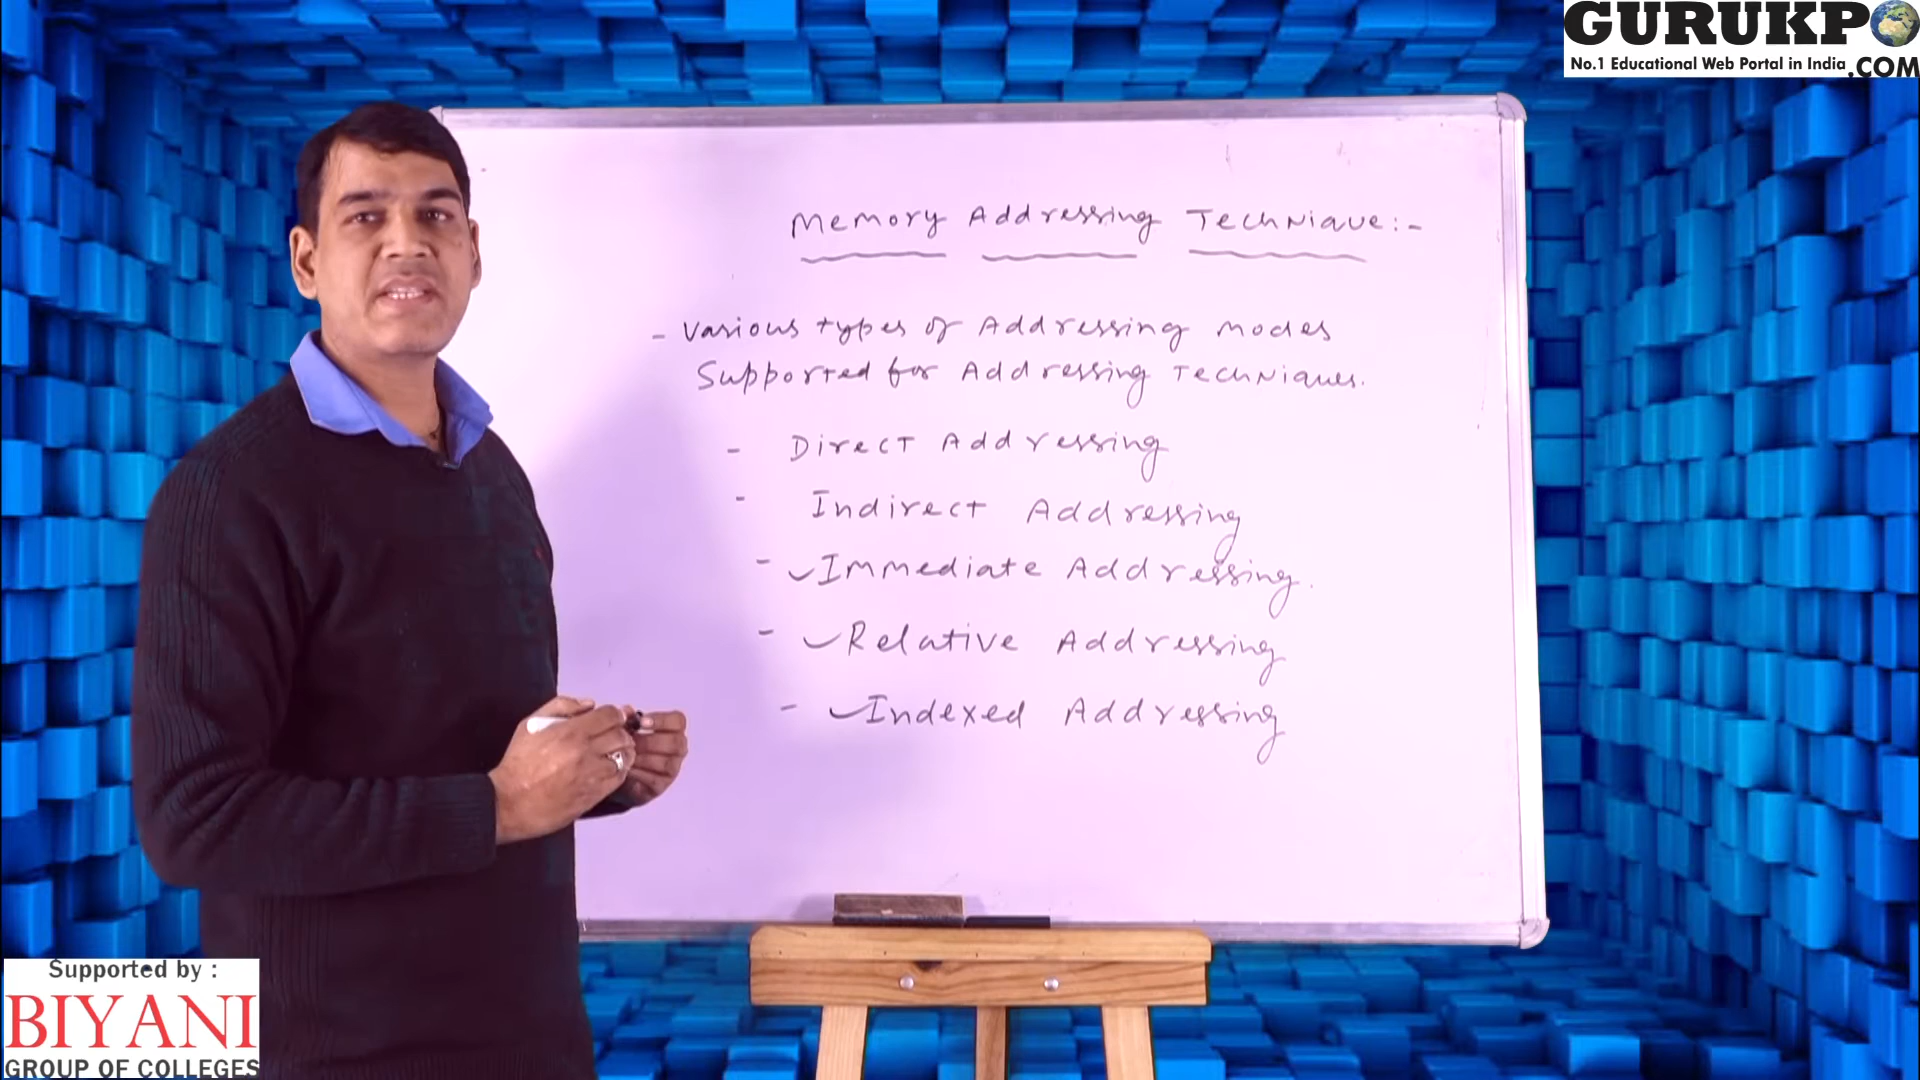 GURUKPO
No.1 Educational Web Portal in India .COM
Memory Addressing Technique:-
- Various types of Addressing modes
Supported for Addressing Techniques.
- Direct Addressing
- Indirect Addressing
- ✓Immediate Addressing.
- ✓Relative Addressing
- ✓Indexed Addressing
Supported by :
BIYANI
GROUP OF COLLEGES